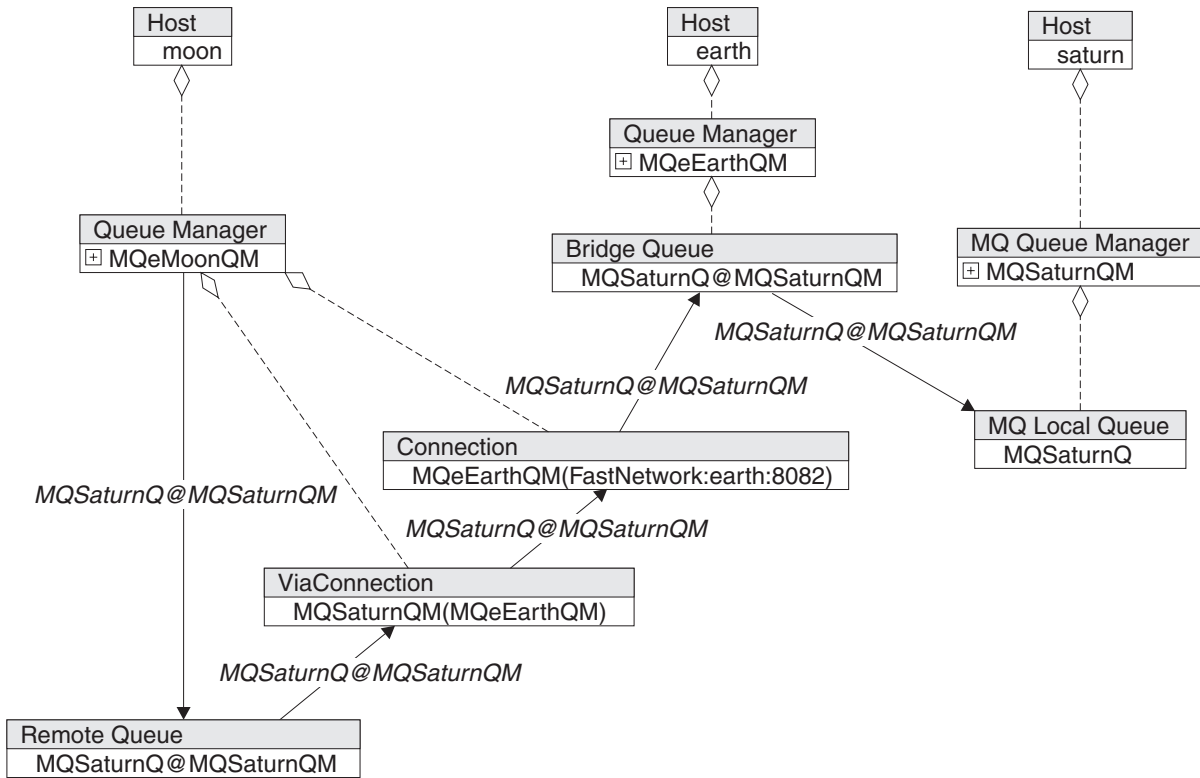 Host
moon
Host
earth
Host
saturn
Queue Manager
+ MQeEarthQM
Queue Manager
+ MQeMoonQM
Bridge Queue
MQSaturnQ@MQSaturnQM
MQ Queue Manager
+ MQSaturnQM
MQSaturnQ@MQSaturnQM
MQSaturnQ@MQSaturnQM
MQ Local Queue
MQSaturnQ
Connection
MQeEarthQM(FastNetwork:earth:8082)
MQSaturnQ@MQSaturnQM
MQSaturnQ@MQSaturnQM
ViaConnection
MQSaturnQM(MQeEarthQM)
MQSaturnQ@MQSaturnQM
Remote Queue
MQSaturnQ@MQSaturnQM